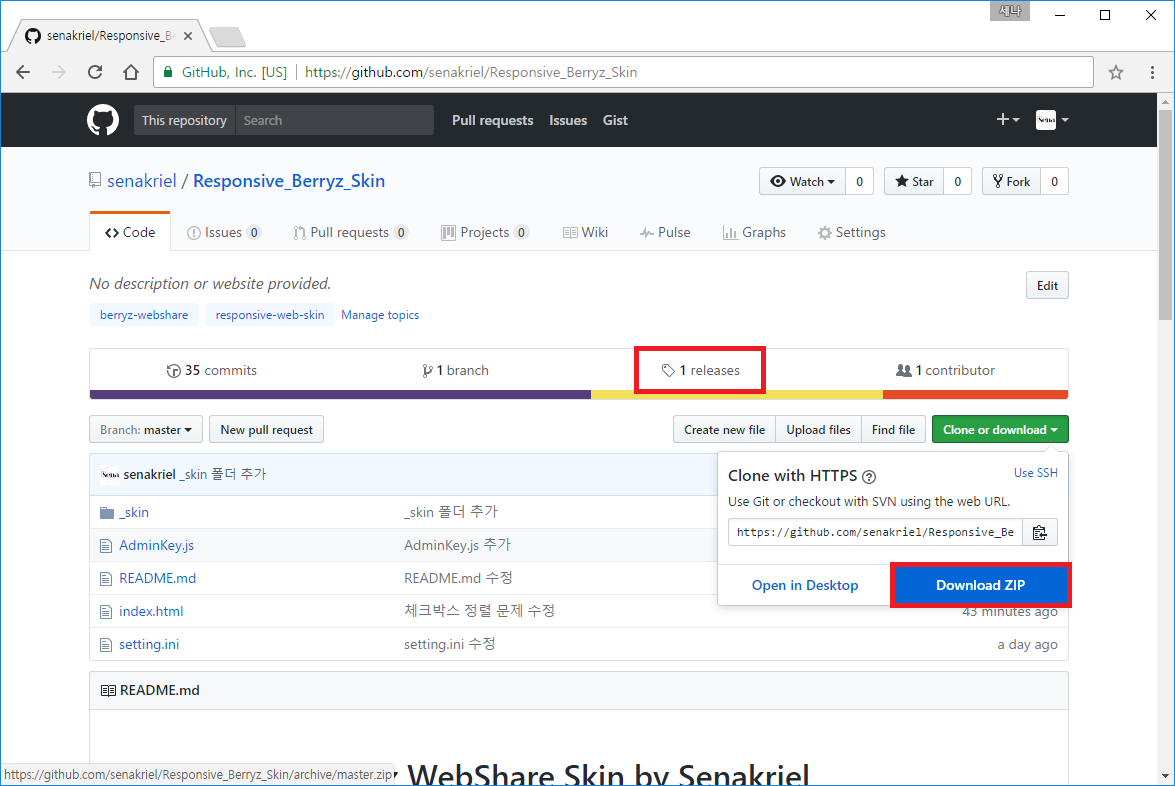 세나
senakriel/Responsive_Be
GitHub, Inc. [US] https://github.com/senakriel/Responsive_Berryz_Skin
This repository Search Pull requests Issues Gist
Sena
senakriel / Responsive_Berryz_Skin
Watch 0 Star 0 Fork 0
Code Issues 0 Pull requests 0 Projects 0 Wiki Pulse Graphs Settings
No description or website provided.
Edit
berryz-webshare responsive-web-skin Manage topics
35 commits 1 branch 1 releases 1 contributor
Branch: master New pull request Create new file Upload files Find file Clone or download
Sena senakriel _skin 폴더 추가
_skin _skin 폴더 추가
AdminKey.js AdminKey.js 추가
README.md README.md 수정
index.html 체크박스 정렬 문제 수정 43 minutes ago
setting.ini setting.ini 수정 a day ago
Clone with HTTPS ? Use SSH
Use Git or checkout with SVN using the web URL.
https://github.com/senakriel/Responsive_Be
Open in Desktop Download ZIP
README.md
WebShare Skin by Senakriel
https://github.com/senakriel/Responsive_Berryz_Skin/archive/master.zip